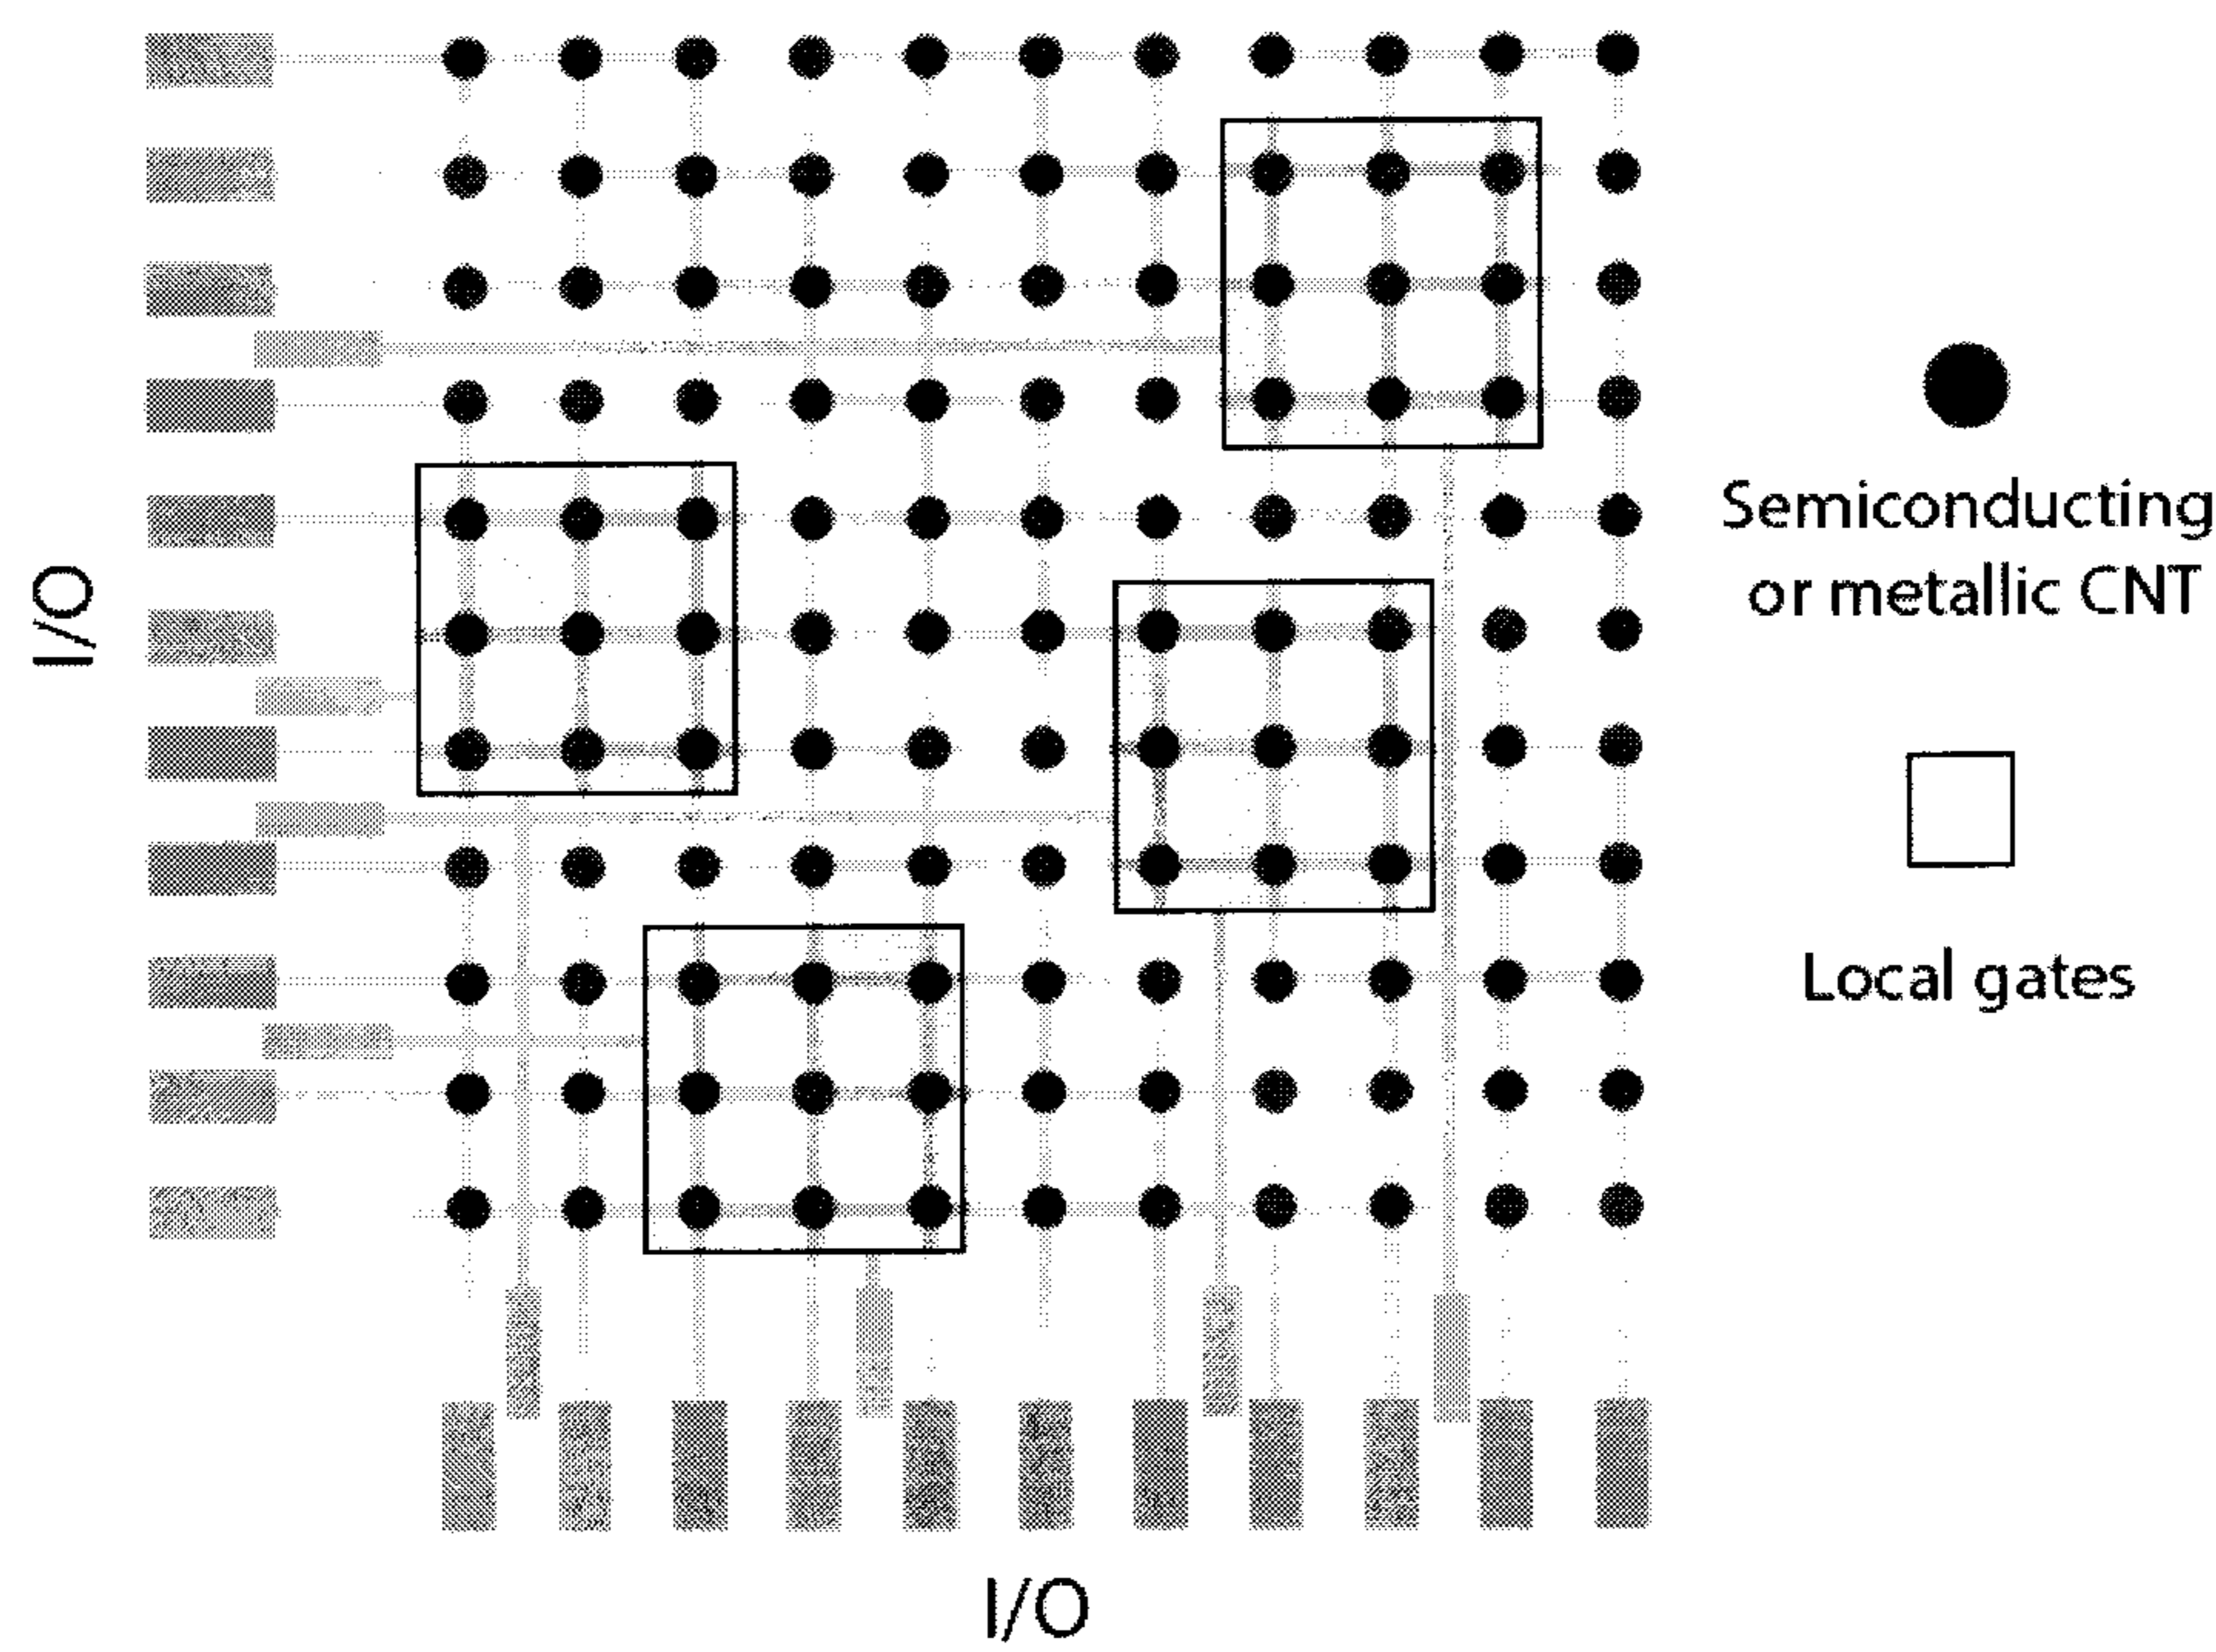 I/O
Semiconducting
or metallic CNT
Local gates
I/O